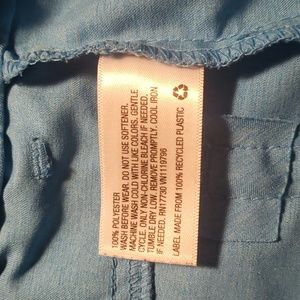 100% POLYESTER
WASH BEFORE WEAR. DO NOT USE SOFTENER.
MACHINE WASH COLD WITH LIKE COLORS. GENTLE
CYCLE. ONLY NON-CHLORINE BLEACH IF NEEDED.
TUMBLE DRY LOW. REMOVE PROMPTLY. COOL IRON
IF NEEDED. RN17730 VN1119796
LABEL MADE FROM 100% RECYCLED PLASTIC